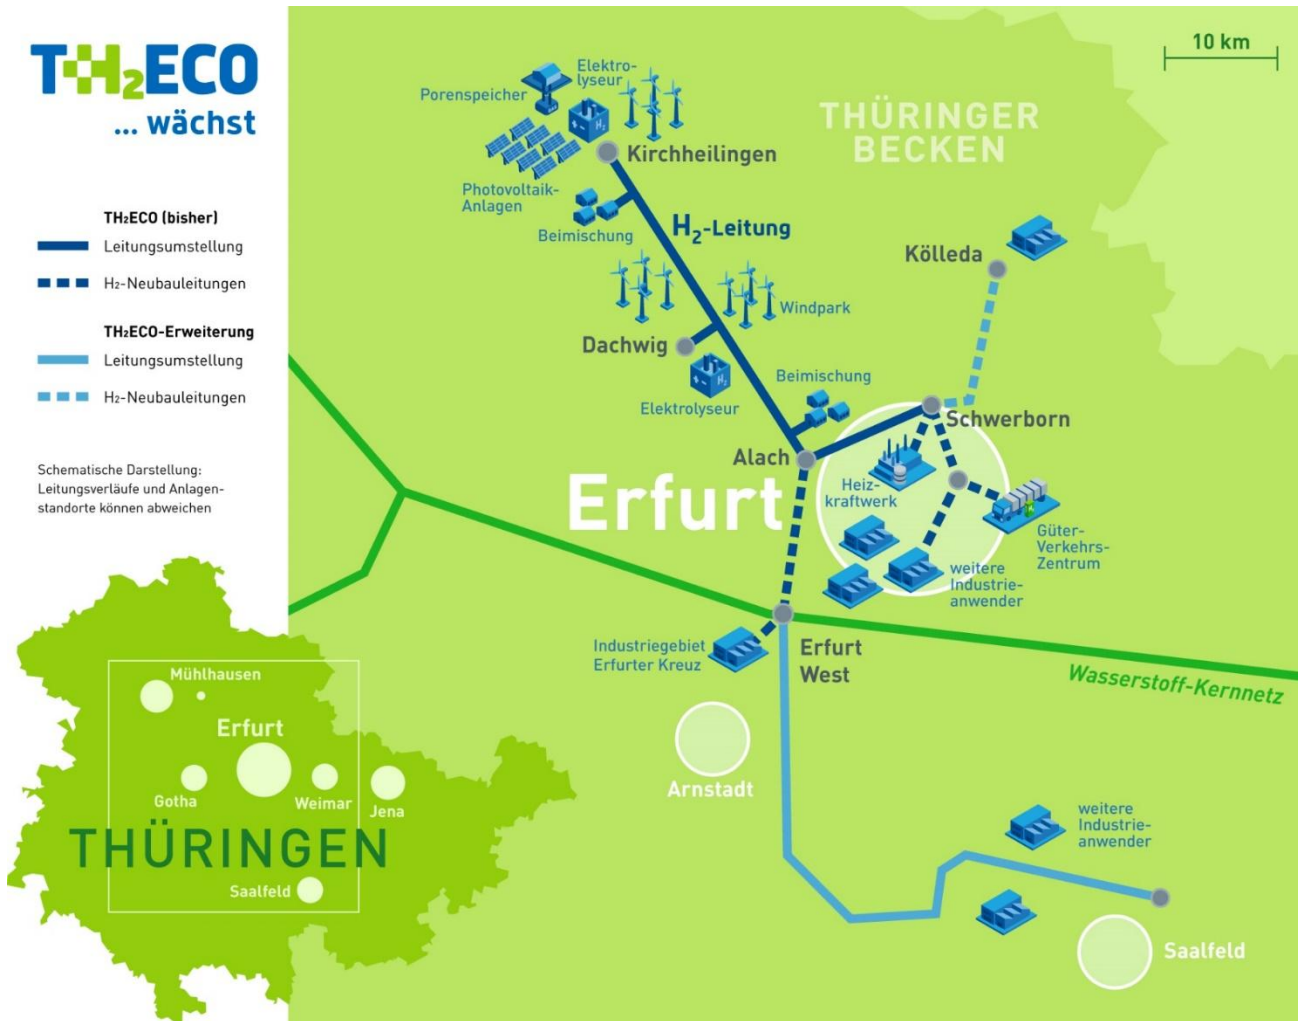 TH₂ECO
... wächst
TH₂ECO (bisher)
Leitungsumstellung
H₂-Neubauleitungen
TH₂ECO-Erweiterung
Leitungsumstellung
H₂-Neubauleitungen
Schematische Darstellung:
Leitungsverläufe und Anlagen-
standorte können abweichen
10 km
THÜRINGER
BECKEN
Elektro-
lyseur
Porenspeicher
+ −
H₂
Kirchheilingen
Photovoltaik-
Anlagen
Beimischung
H₂-Leitung
Kölleda
Windpark
Dachwig
+ −
H₂
Elektrolyseur
Beimischung
Schwerborn
Alach
Erfurt
Heiz-
kraftwerk
Güter-
Verkehrs-
Zentrum
weitere
Industrie-
anwender
Industriegebiet
Erfurter Kreuz
Erfurt
West
Wasserstoff-Kernnetz
Arnstadt
weitere
Industrie-
anwender
Saalfeld
Mühlhausen
Erfurt
Gotha
Weimar
Jena
THÜRINGEN
Saalfeld